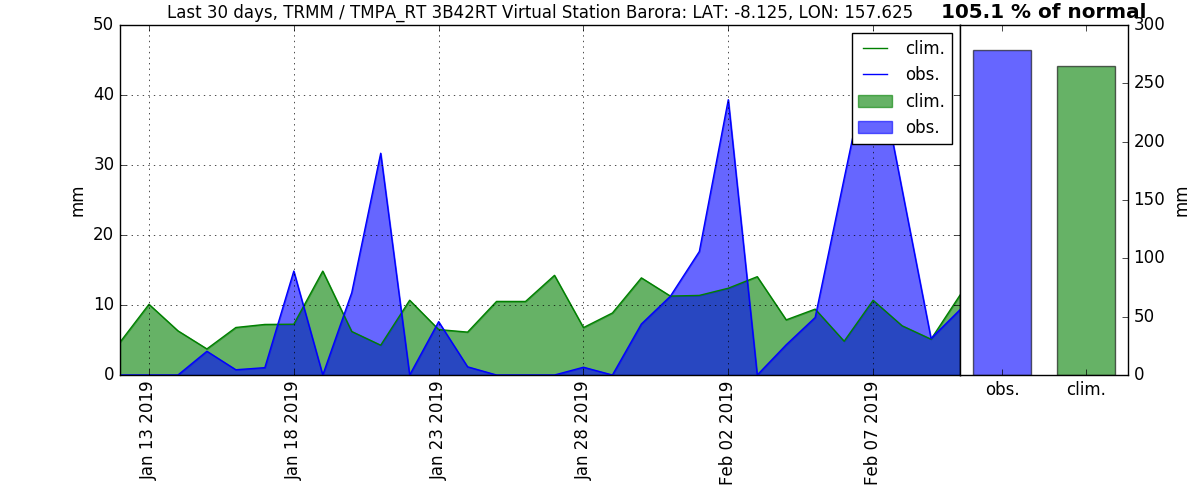 Last 30 days, TRMM / TMPA_RT 3B42RT Virtual Station Barora: LAT: -8.125, LON: 157.625
105.1 % of normal
50
40
30
20
10
0
mm
clim.
obs.
clim.
obs.
300
250
200
150
100
50
0
mm
Jan 13 2019
Jan 18 2019
Jan 23 2019
Jan 28 2019
Feb 02 2019
Feb 07 2019
obs.
clim.